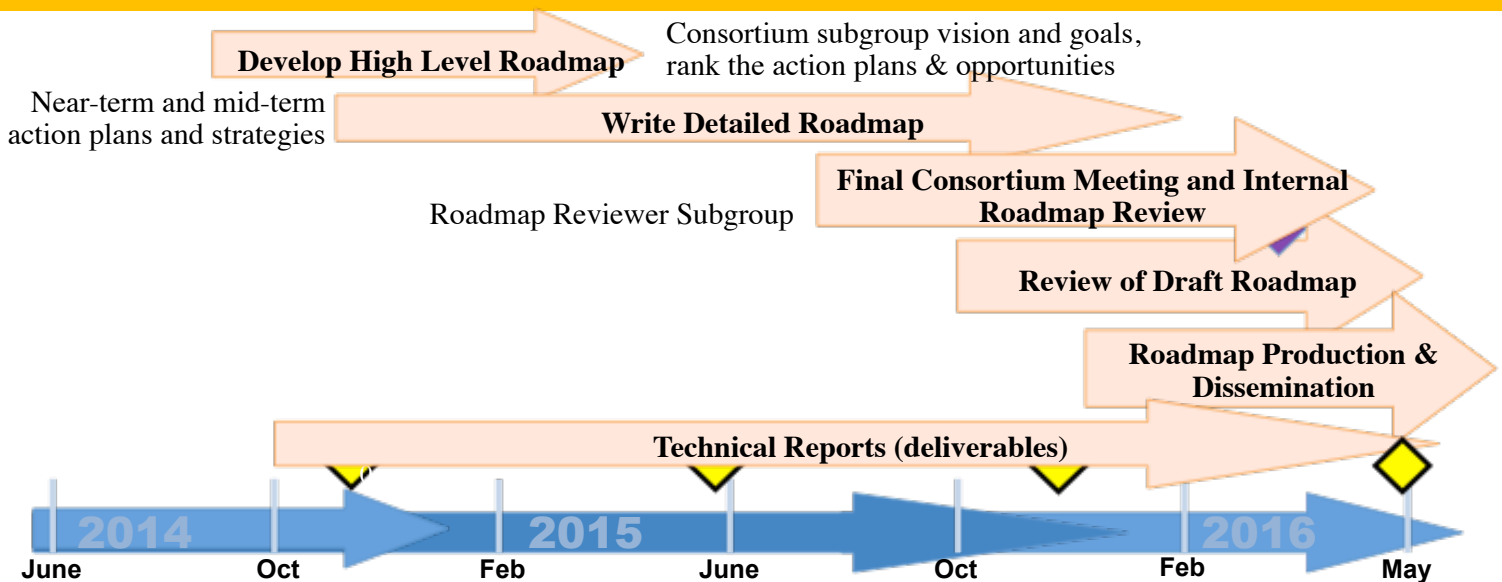 Develop High Level Roadmap
Consortium subgroup vision and goals,
rank the action plans & opportunities
Near-term and mid-term
action plans and strategies
Write Detailed Roadmap
Final Consortium Meeting and Internal
Roadmap Review
Roadmap Reviewer Subgroup
Review of Draft Roadmap
Roadmap Production &
Dissemination
Technical Reports (deliverables)
2014
2015
2016
June
Oct
Feb
June
Oct
Feb
May